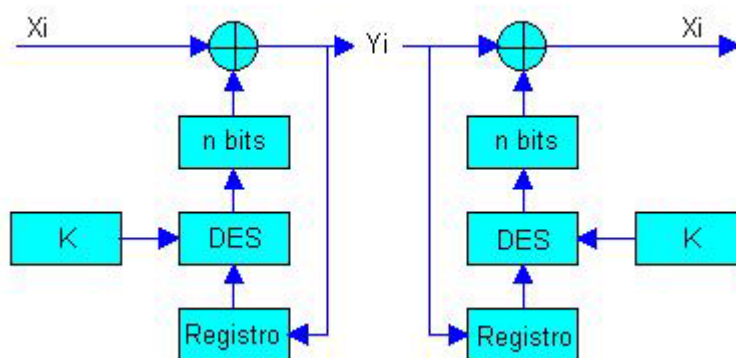 Xi Yi Xi
n bits n bits
K DES DES K
Registro Registro